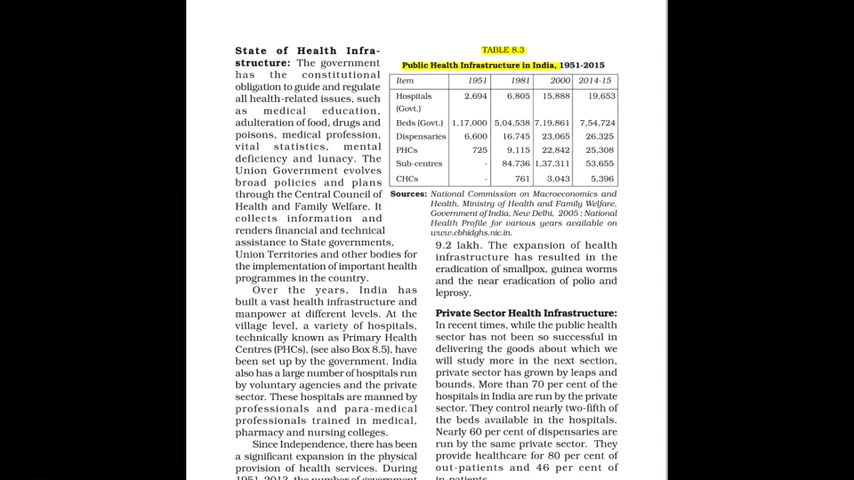 State of Health Infra-
structure: The government
has the constitutional
obligation to guide and regulate
all health-related issues, such
as medical education,
adulteration of food, drugs and
poisons, medical profession,
vital statistics, mental
deficiency and lunacy. The
Union Government evolves
broad policies and plans
through the Central Council of
Health and Family Welfare. It
collects information and
renders financial and technical
assistance to State governments,
Union Territories and other bodies for
the implementation of important health
programmes in the country.
Over the years, India has
built a vast health infrastructure and
manpower at different levels. At the
village level, a variety of hospitals,
technically known as Primary Health
Centres (PHCs), (see also Box 8.5), have
been set up by the government. India
also has a large number of hospitals run
by voluntary agencies and the private
sector. These hospitals are manned by
professionals and para-medical
professionals trained in medical,
pharmacy and nursing colleges.
Since Independence, there has been
a significant expansion in the physical
provision of health services. During
1951-2013, the number of government
TABLE 8.3
Public Health Infrastructure in India, 1951-2015
Item 1951 1981 2000 2014-15
Hospitals 2,694 6,805 15,888 19,653
(Govt.)
Beds (Govt.) 1,17,000 5,04,538 7,19,861 7,54,724
Dispensaries 6,600 16,745 23,065 26,325
PHCs 725 9,115 22,842 25,308
Sub-centres - 84,736 1,37,311 53,655
CHCs - 761 3,043 5,396
Sources: National Commission on Macroeconomics and
Health, Ministry of Health and Family Welfare,
Government of India, New Delhi, 2005 ; National
Health Profile for various years available on
www.cbhidghs.nic.in.
9.2 lakh. The expansion of health
infrastructure has resulted in the
eradication of smallpox, guinea worms
and the near eradication of polio and
leprosy.
Private Sector Health Infrastructure:
In recent times, while the public health
sector has not been so successful in
delivering the goods about which we
will study more in the next section,
private sector has grown by leaps and
bounds. More than 70 per cent of the
hospitals in India are run by the private
sector. They control nearly two-fifth of
the beds available in the hospitals.
Nearly 60 per cent of dispensaries are
run by the same private sector. They
provide healthcare for 80 per cent of
out-patients and 46 per cent of
in-patients.